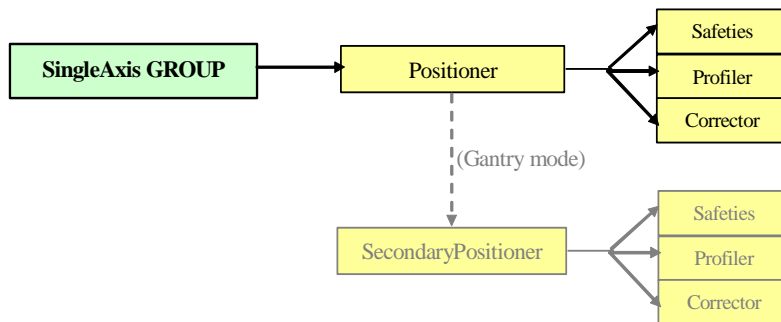 Safeties
SingleAxis GROUP
Positioner
Profiler
Corrector
(Gantry mode)
Safeties
SecondaryPositioner
Profiler
Corrector